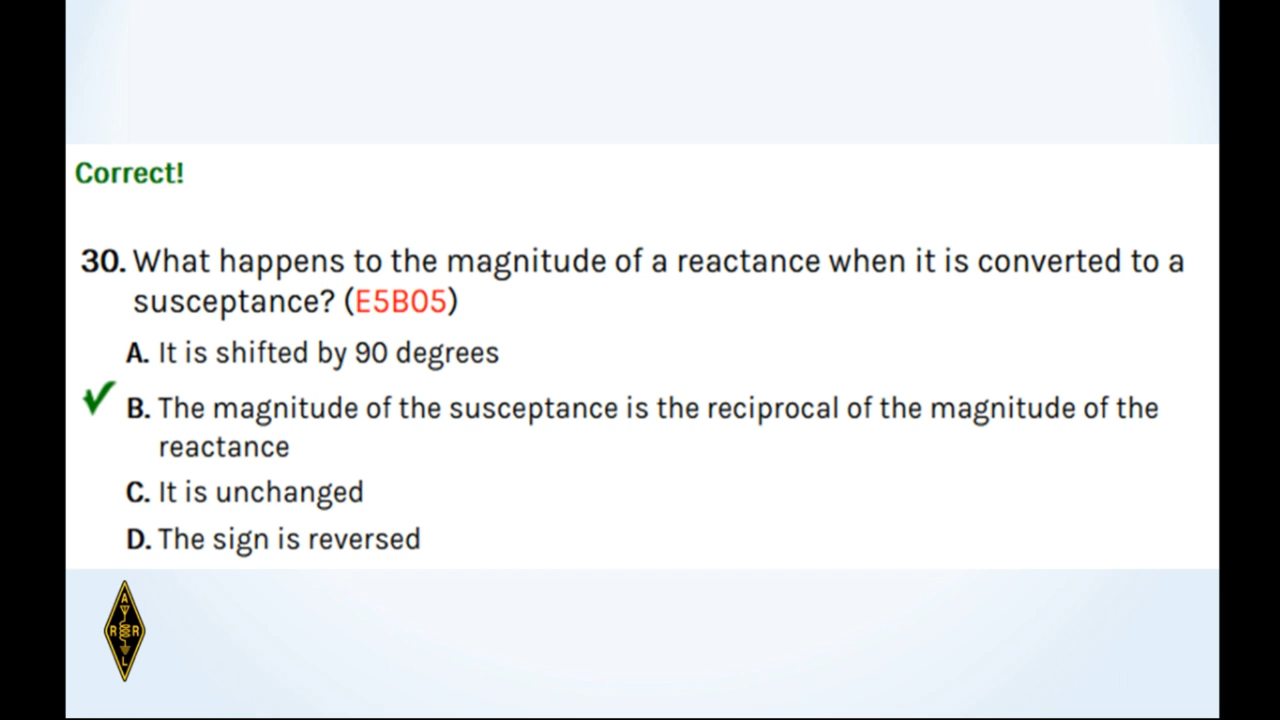 Correct!
30. What happens to the magnitude of a reactance when it is converted to a
susceptance? (E5B05)
A. It is shifted by 90 degrees
B. The magnitude of the susceptance is the reciprocal of the magnitude of the
reactance
C. It is unchanged
D. The sign is reversed
A
R R
L